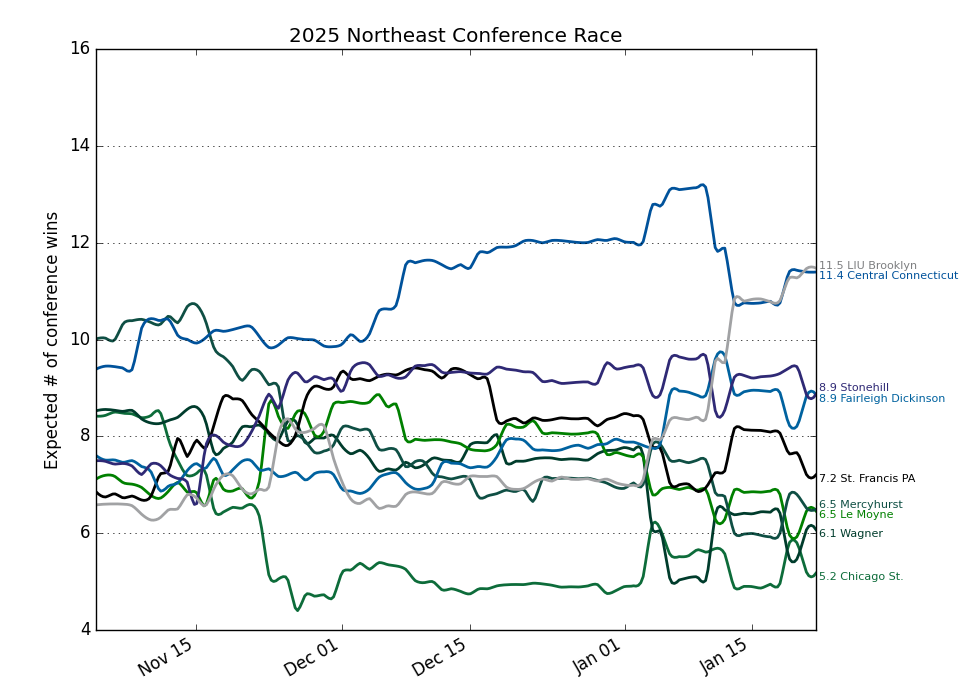 2025 Northeast Conference Race
Expected # of conference wins
16
14
12
10
8
6
4
Nov 15
Dec 01
Dec 15
Jan 01
Jan 15
11.5 LIU Brooklyn
11.4 Central Connecticut
8.9 Stonehill
8.9 Fairleigh Dickinson
7.2 St. Francis PA
6.5 Mercyhurst
6.5 Le Moyne
6.1 Wagner
5.2 Chicago St.